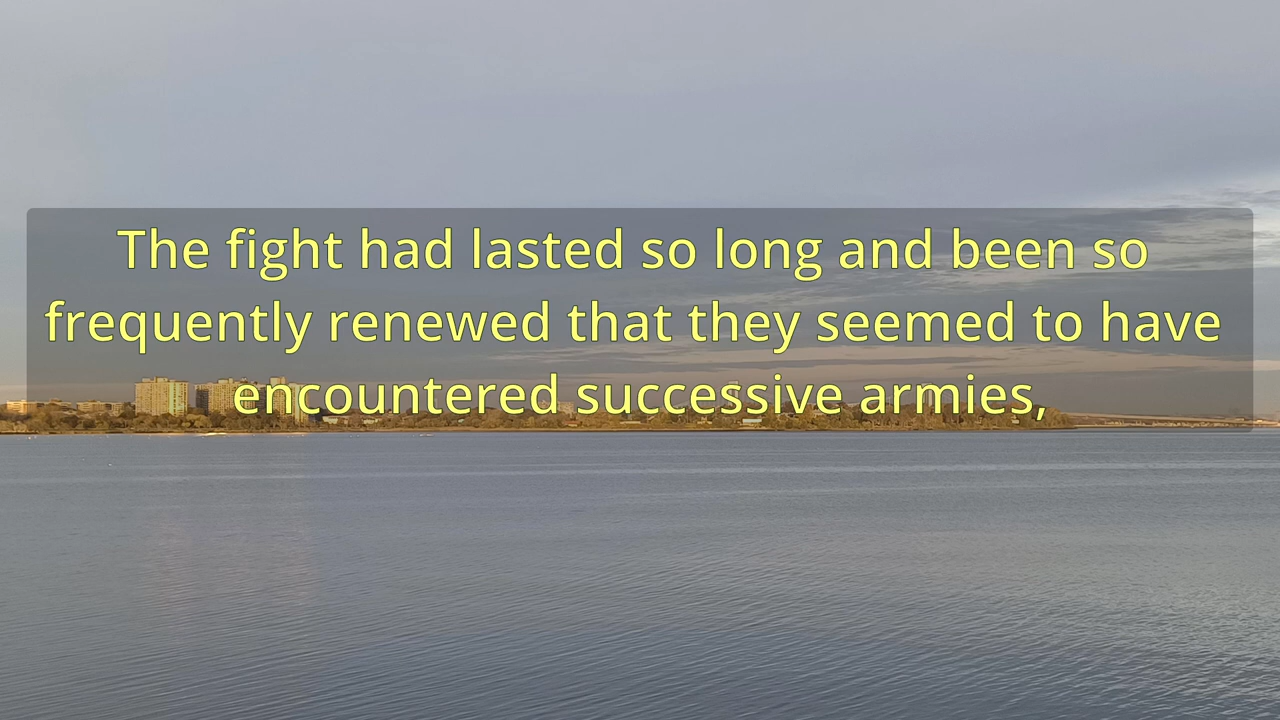 The fight had lasted so long and been so
frequently renewed that they seemed to have
encountered successive armies,